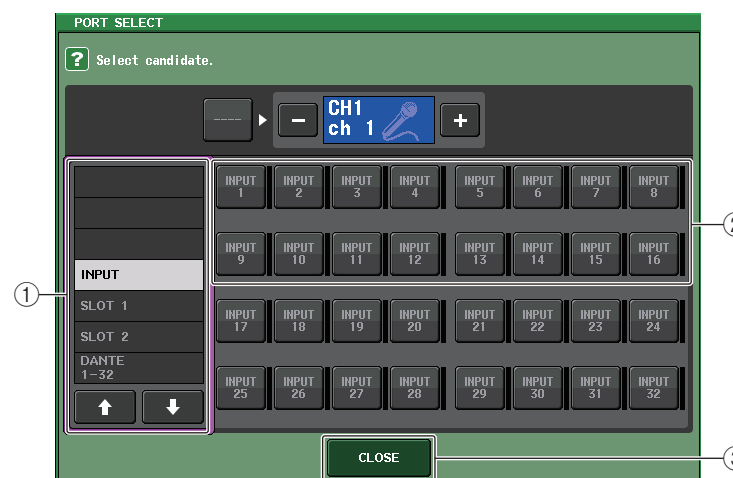 PORT SELECT
? Select candidate.
----
− CH1 +
ch 1
INPUT
SLOT 1
SLOT 2
DANTE
1-32
INPUT 1 INPUT 2 INPUT 3 INPUT 4 INPUT 5 INPUT 6 INPUT 7 INPUT 8
INPUT 9 INPUT 10 INPUT 11 INPUT 12 INPUT 13 INPUT 14 INPUT 15 INPUT 16
INPUT 17 INPUT 18 INPUT 19 INPUT 20 INPUT 21 INPUT 22 INPUT 23 INPUT 24
INPUT 25 INPUT 26 INPUT 27 INPUT 28 INPUT 29 INPUT 30 INPUT 31 INPUT 32
CLOSE
1
2
3